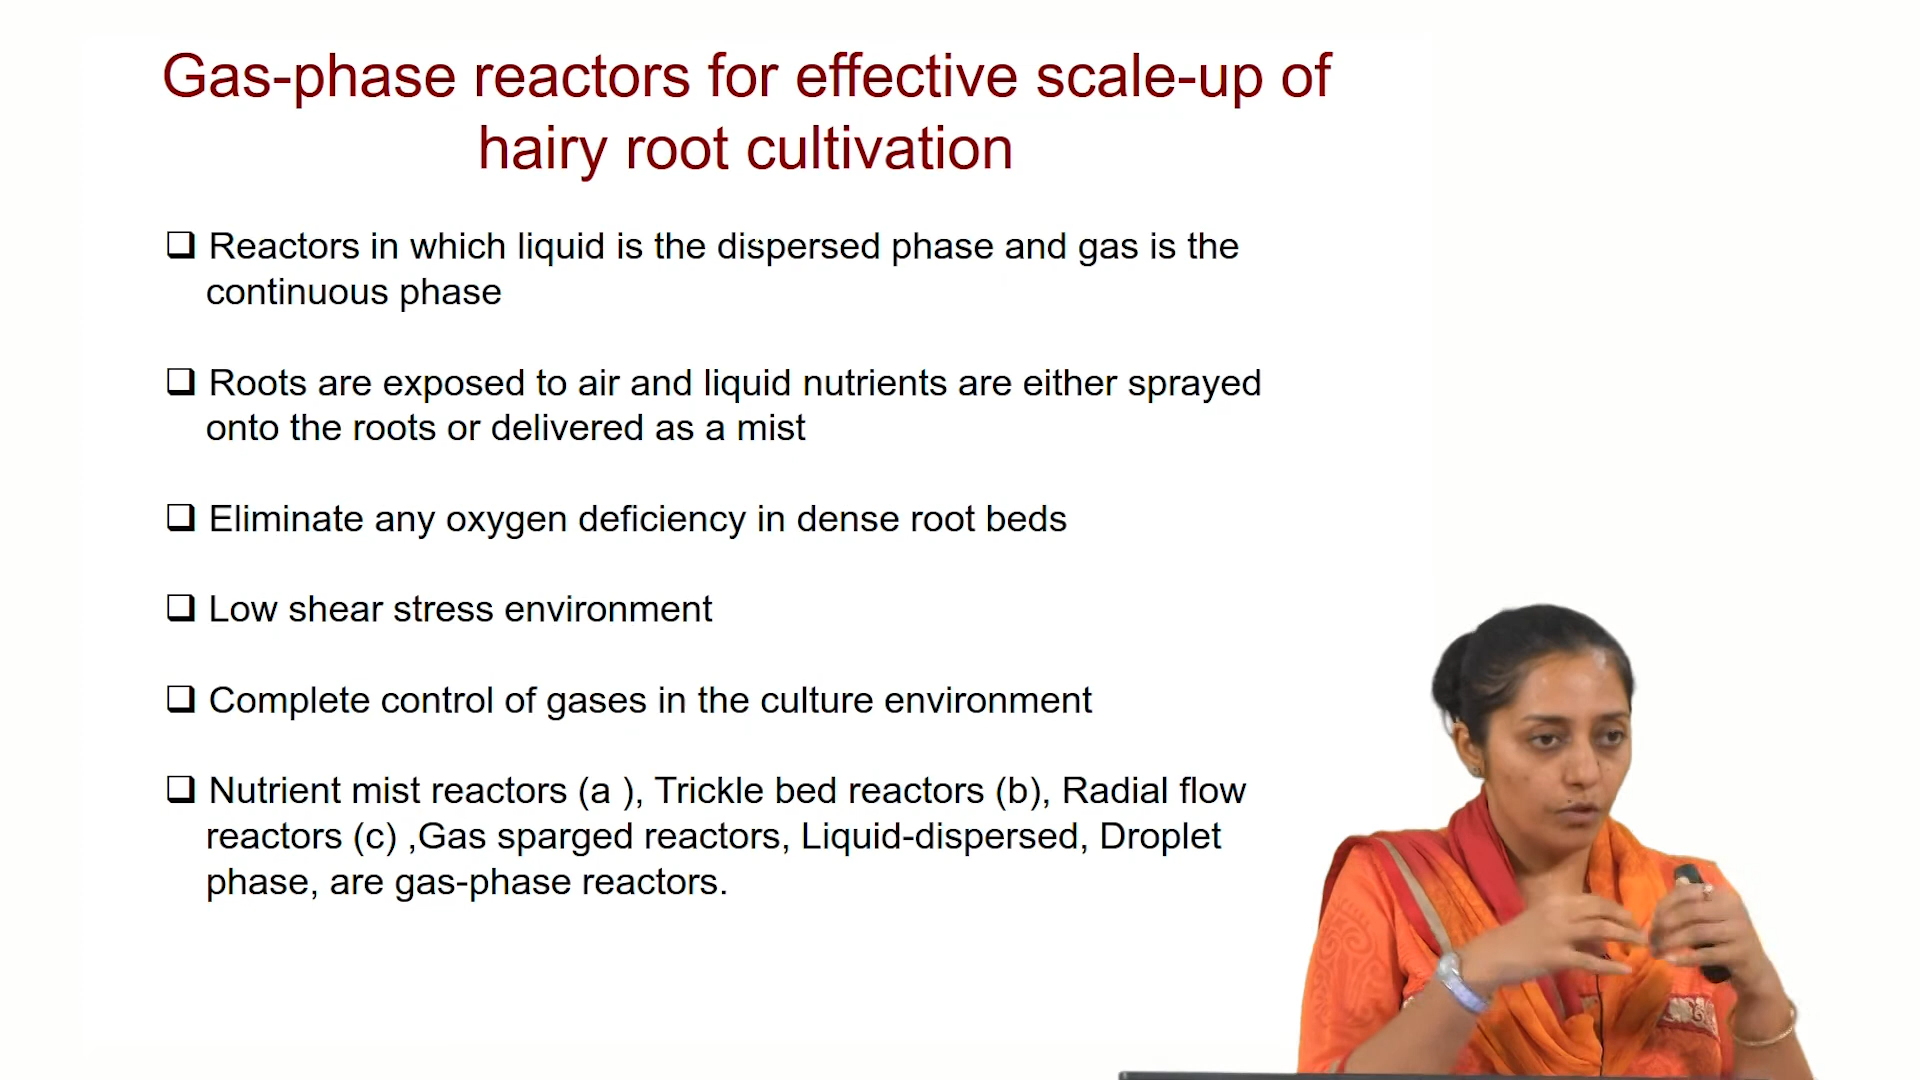 Gas-phase reactors for effective scale-up of
hairy root cultivation
❑ Reactors in which liquid is the dispersed phase and gas is the
continuous phase
❑ Roots are exposed to air and liquid nutrients are either sprayed
onto the roots or delivered as a mist
❑ Eliminate any oxygen deficiency in dense root beds
❑ Low shear stress environment
❑ Complete control of gases in the culture environment
❑ Nutrient mist reactors (a ), Trickle bed reactors (b), Radial flow
reactors (c) ,Gas sparged reactors, Liquid-dispersed, Droplet
phase, are gas-phase reactors.